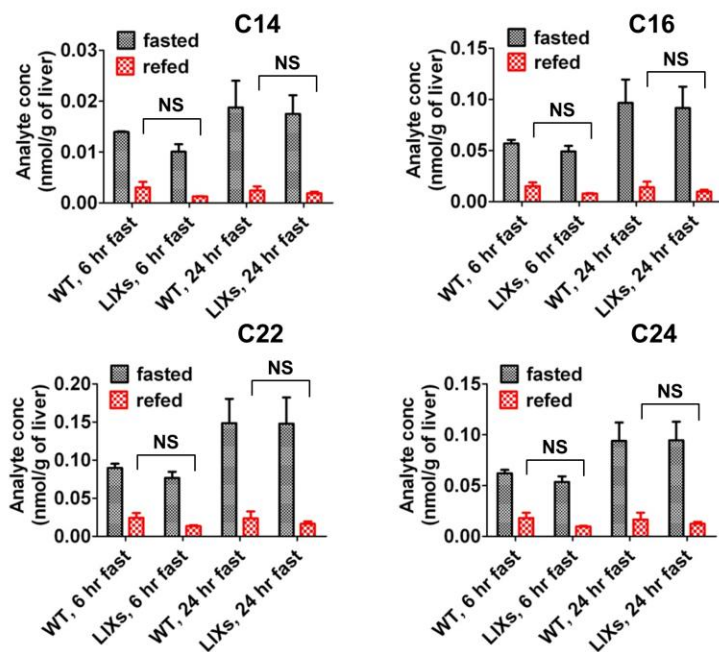 C14
fasted
refed
NS
NS
Analyte conc
(nmol/g of liver)
0.03
0.02
0.01
0.00
WT, 6 hr fast
LIXs, 6 hr fast
WT, 24 hr fast
LIXs, 24 hr fast
C16
fasted
refed
NS
NS
Analyte conc
(nmol/g of liver)
0.15
0.10
0.05
0.00
WT, 6 hr fast
LIXs, 6 hr fast
WT, 24 hr fast
LIXs, 24 hr fast
C22
fasted
refed
NS
NS
Analyte conc
(nmol/g of liver)
0.20
0.15
0.10
0.05
0.00
WT, 6 hr fast
LIXs, 6 hr fast
WT, 24 hr fast
LIXs, 24 hr fast
C24
fasted
refed
NS
NS
Analyte conc
(nmol/g of liver)
0.15
0.10
0.05
0.00
WT, 6 hr fast
LIXs, 6 hr fast
WT, 24 hr fast
LIXs, 24 hr fast